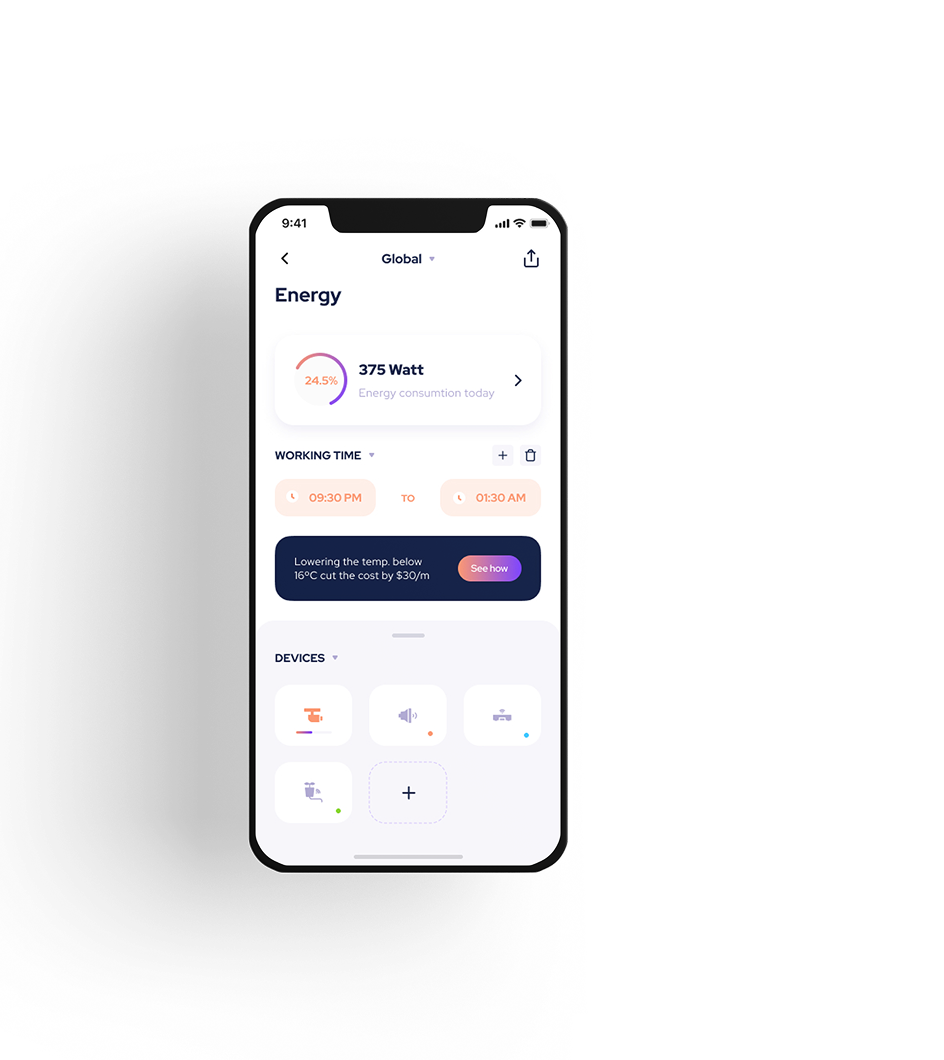 9:41
Global
Energy
24.5%
375 Watt
Energy consumtion today
WORKING TIME
09:30 PM
TO
01:30 AM
Lowering the temp. below
16ºC cut the cost by $30/m
See how
DEVICES